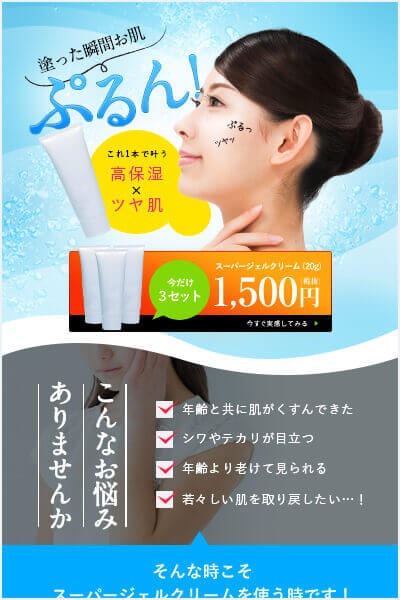 塗った瞬間お肌
ぷるん!
ぷるっ
ツヤッ
これ1本で叶う
高保湿
×
ツヤ肌
スーパージェルクリーム(20g)
今だけ
3セット
1,500円
税抜
今すぐ実感してみる
こんなお悩み
ありませんか
年齢と共に肌がくすんできた
シワやテカリが目立つ
年齢より老けて見られる
若々しい肌を取り戻したい…!
そんな時こそ
スーパージェルクリームを使う時です!